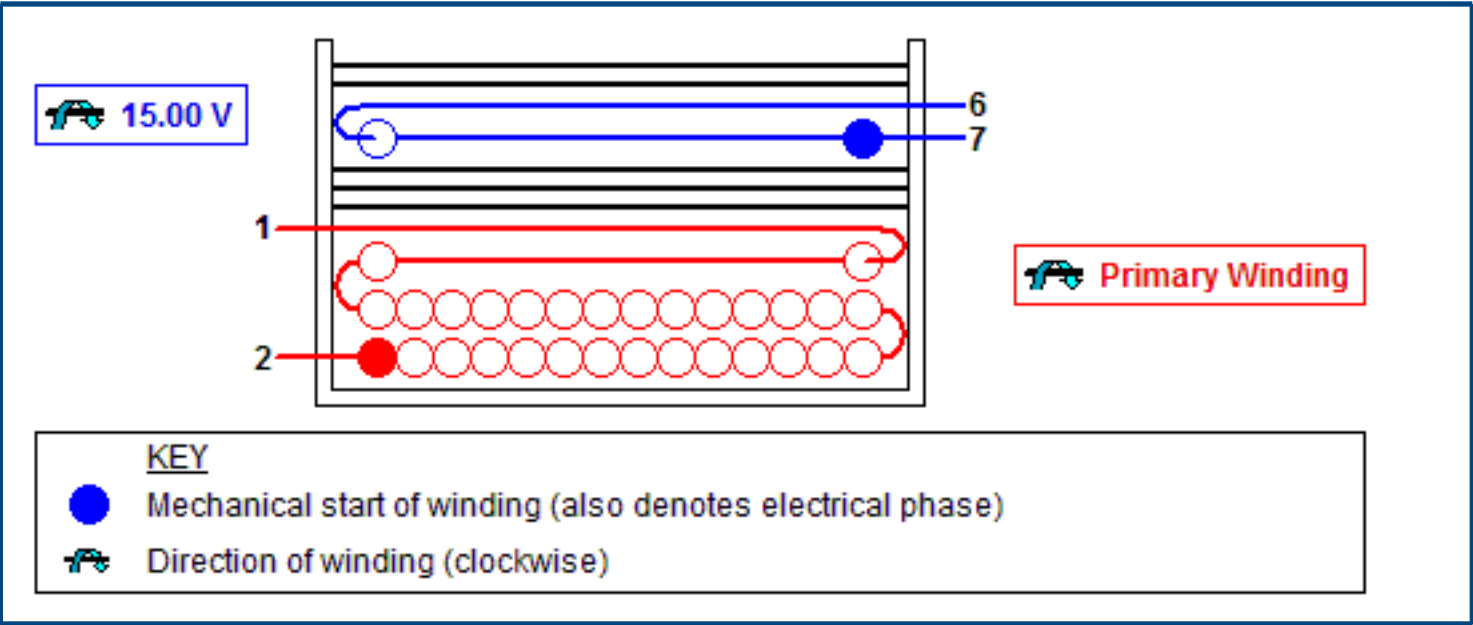 15.00 V
6
7
1
Primary Winding
2
KEY
Mechanical start of winding (also denotes electrical phase)
Direction of winding (clockwise)